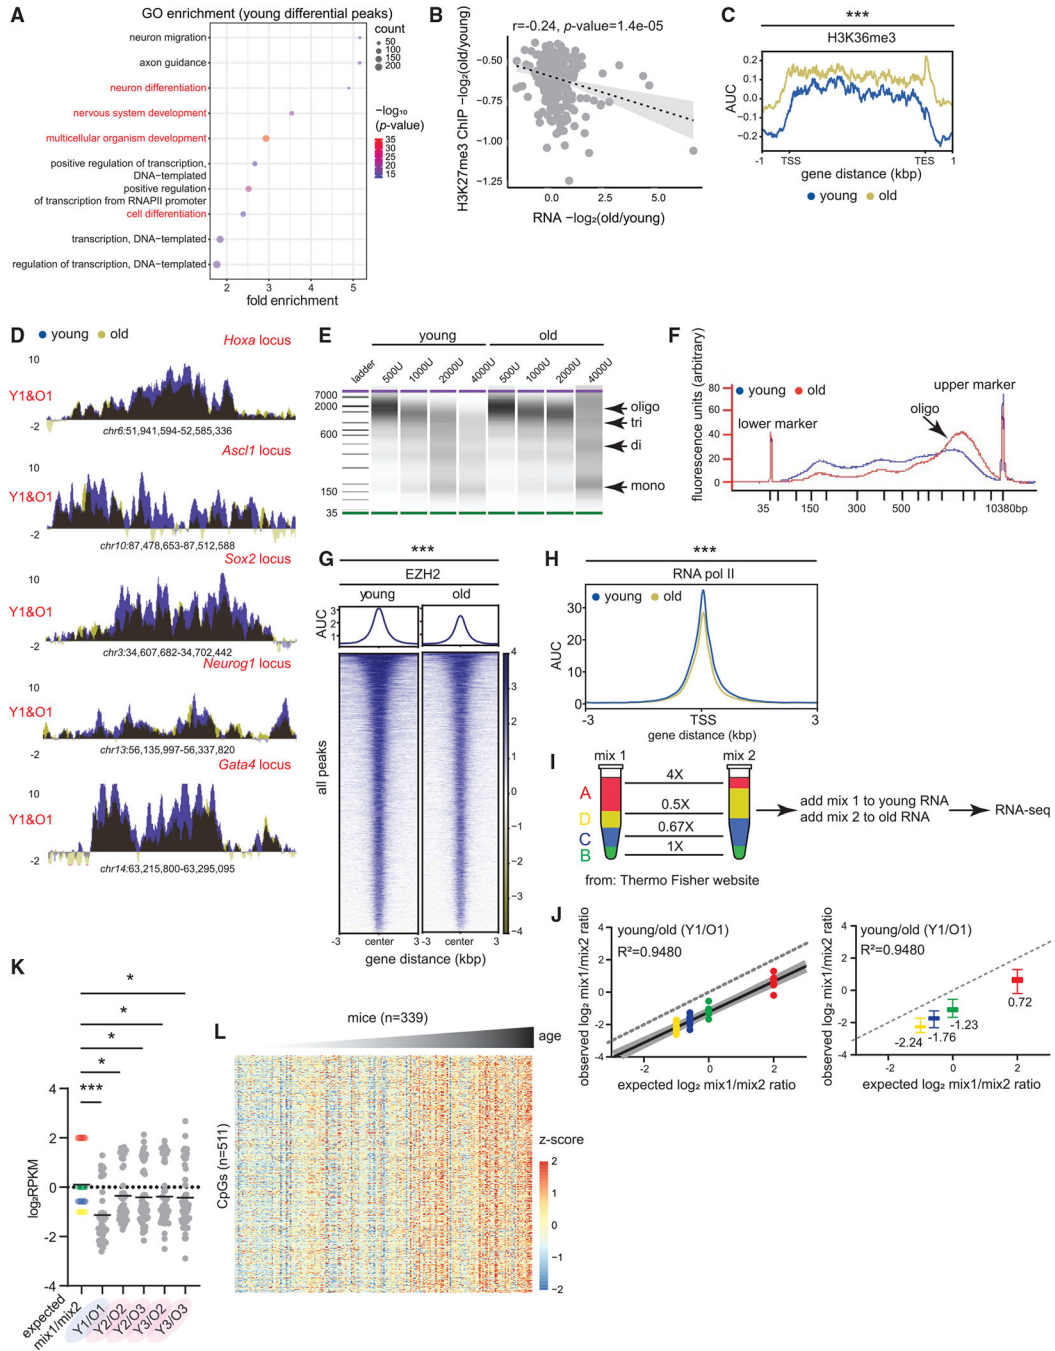 A
GO enrichment (young differential peaks)
neuron migration
axon guidance
neuron differentiation
nervous system development
multicellular organism development
positive regulation of transcription,
DNA−templated
positive regulation
of transcription from RNAPII promoter
cell differentiation
transcription, DNA−templated
regulation of transcription, DNA−templated
2 3 4 5
fold enrichment
count
50
100
150
200
−log₁₀
(p-value)
35
30
25
20
15
B
r=-0.24, p-value=1.4e-05
H3K27me3 ChIP −log₂(old/young)
−0.50
−0.75
−1.00
−1.25
0.0 2.5 5.0
RNA −log₂(old/young)
C
***
H3K36me3
AUC
0.2
0.1
0.0
−0.1
−0.2
-1 TSS TES 1
gene distance (kbp)
young old
D
young old
Hoxa locus
10
Y1&O1
-2
chr6:51,941,594-52,585,336
Ascl1 locus
10
Y1&O1
-2
chr10:87,478,653-87,512,588
Sox2 locus
10
Y1&O1
-2
chr3:34,607,682-34,702,442
Neurog1 locus
10
Y1&O1
-2
chr13:56,135,997-56,337,820
Gata4 locus
10
Y1&O1
-2
chr14:63,215,800-63,295,095
E
young old
ladder 500U 1000U 2000U 4000U 500U 1000U 2000U 4000U
7000
2000
600
150
35
oligo
tri
di
mono
F
fluorescence units (arbitrary)
80
60
40
20
0
young old
upper marker
lower marker
oligo
35 150 300 500 10380bp
G
***
EZH2
young old
AUC
3
2
1
all peaks
4
3
2
1
0
−1
−2
−3
−4
-3 center 3 -3 center 3
gene distance (kbp)
H
***
RNA pol II
young old
AUC
30
20
10
0
-3 TSS 3
gene distance (kbp)
I
mix 1 mix 2
A
D
C
B
4X
0.5X
0.67X
1X
add mix 1 to young RNA
add mix 2 to old RNA
RNA-seq
from: Thermo Fisher website
J
observed log₂ mix1/mix2 ratio
4
2
0
-2
-4
young/old (Y1/O1)
R²=0.9480
-2 0 2
expected log₂ mix1/mix2 ratio
observed log₂ mix1/mix2 ratio
4
2
0
-2
-4
young/old (Y1/O1)
R²=0.9480
0.72
-1.23
-1.76
-2.24
-2 0 2
expected log₂ mix1/mix2 ratio
K
*
*
*
*
***
log₂RPKM
4
2
0
-2
-4
expected
mix1/mix2
Y1/O1
Y2/O2
Y2/O3
Y3/O2
Y3/O3
L
mice (n=339)
age
CpGs (n=511)
z-score
2
1
0
−1
−2